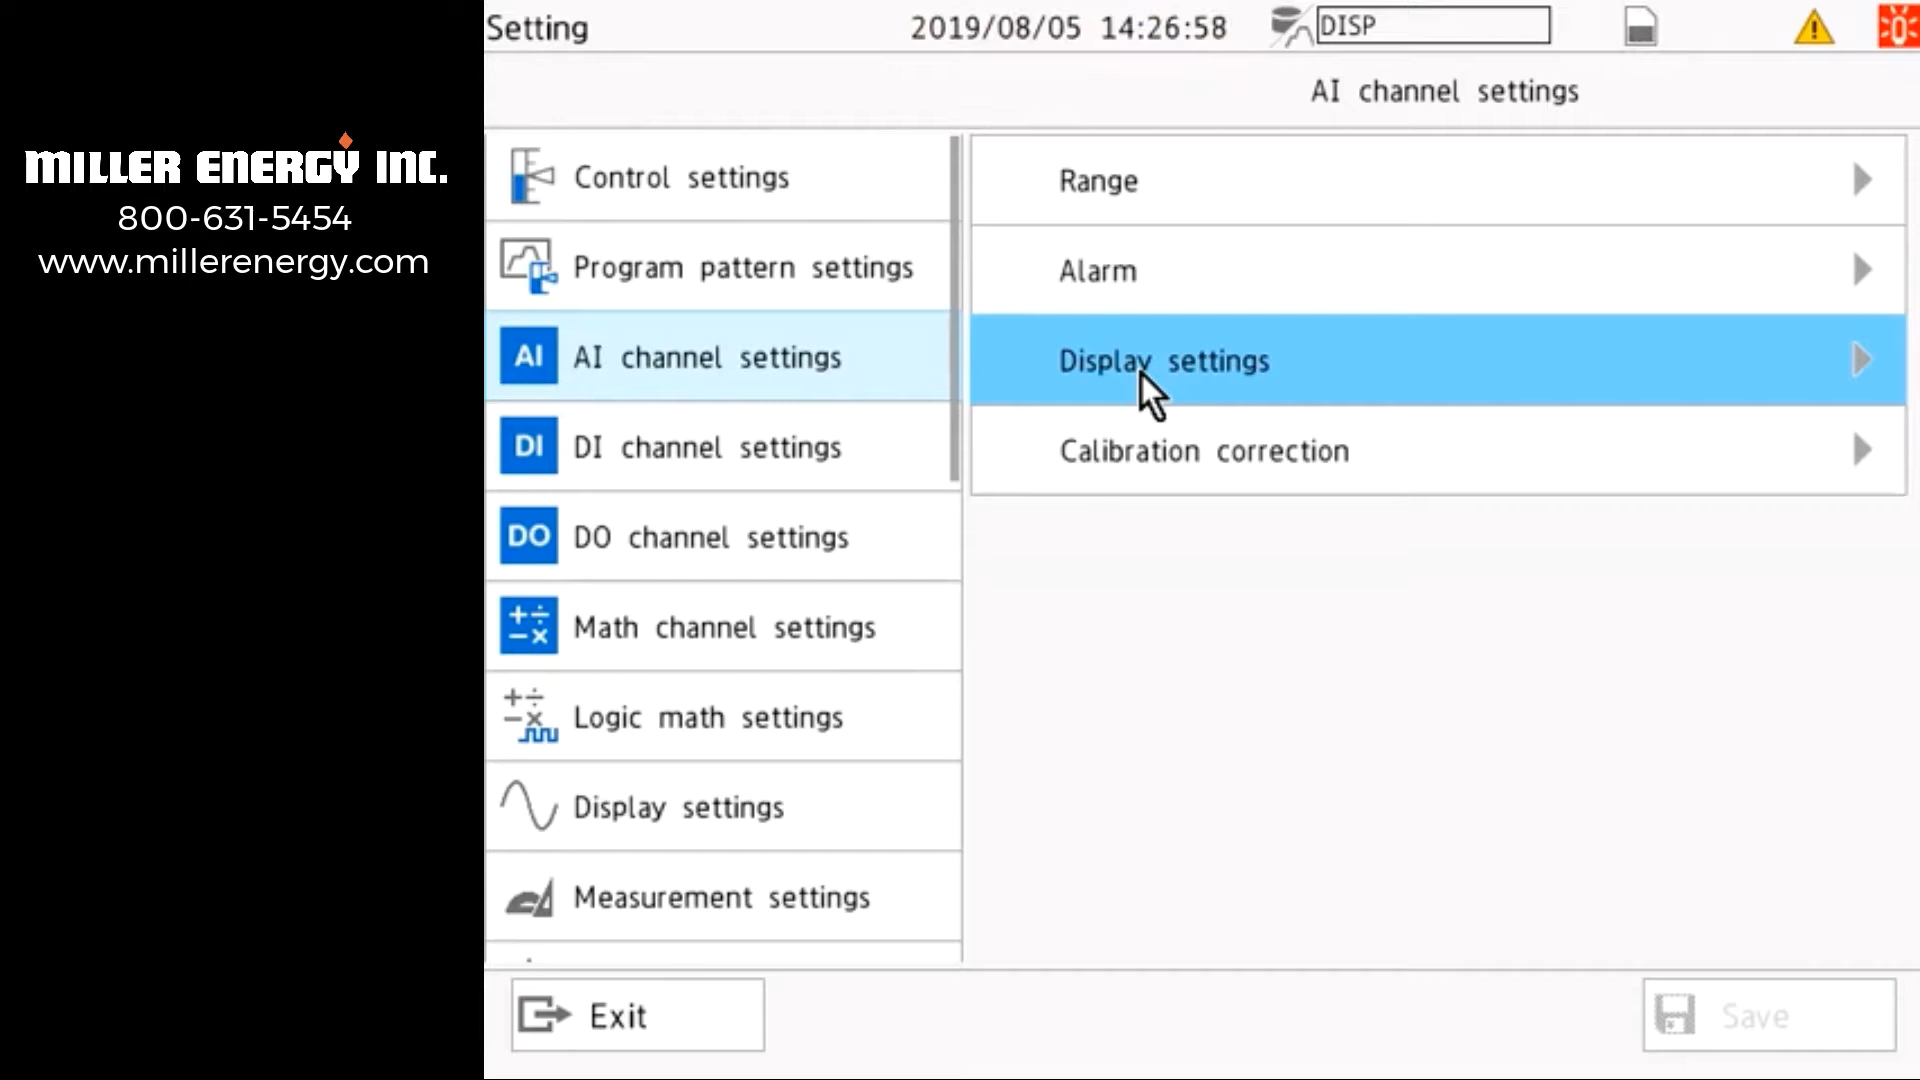 MILLER ENERGY INC.
800-631-5454
www.millerenergy.com
Setting
2019/08/05 14:26:58
DISP
AI channel settings
Control settings
Program pattern settings
AI AI channel settings
DI DI channel settings
DO DO channel settings
+÷−× Math channel settings
+÷−× Logic math settings
Display settings
Measurement settings
Range
Alarm
Display settings
Calibration correction
Exit
Save